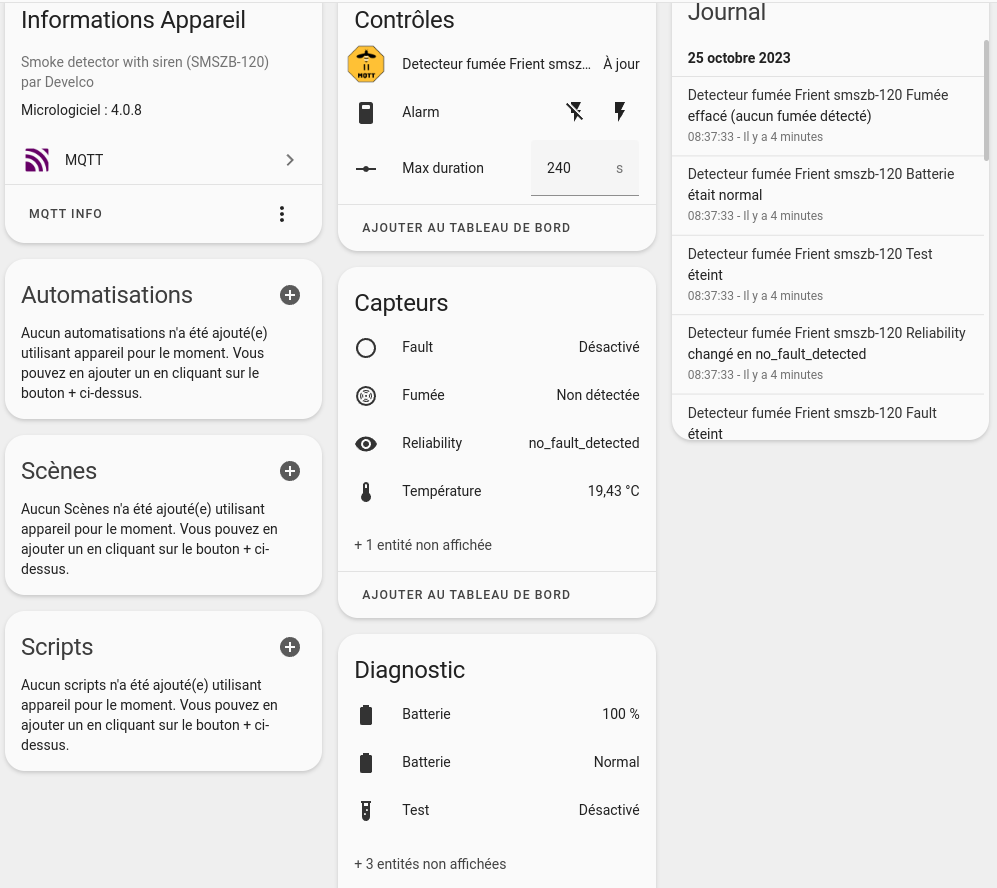 Informations Appareil
Smoke detector with siren (SMSZB-120)
par Develco
Micrologiciel : 4.0.8
MQTT
MQTT INFO
Automatisations
Aucun automatisations n'a été ajouté(e)
utilisant appareil pour le moment. Vous
pouvez en ajouter un en cliquant sur le
bouton + ci-dessus.
Scènes
Aucun Scènes n'a été ajouté(e) utilisant
appareil pour le moment. Vous pouvez en
ajouter un en cliquant sur le bouton + ci-
dessus.
Scripts
Aucun scripts n'a été ajouté(e) utilisant
appareil pour le moment. Vous pouvez en
ajouter un en cliquant sur le bouton + ci-
dessus.
Contrôles
MQTT
Detecteur fumée Frient smsz... À jour
Alarm
Max duration 240 s
AJOUTER AU TABLEAU DE BORD
Capteurs
Fault Désactivé
Fumée Non détectée
Reliability no_fault_detected
Température 19,43 °C
+ 1 entité non affichée
AJOUTER AU TABLEAU DE BORD
Diagnostic
Batterie 100 %
Batterie Normal
Test Désactivé
+ 3 entités non affichées
Journal
25 octobre 2023
Detecteur fumée Frient smszb-120 Fumée
effacé (aucun fumée détecté)
08:37:33 - Il y a 4 minutes
Detecteur fumée Frient smszb-120 Batterie
était normal
08:37:33 - Il y a 4 minutes
Detecteur fumée Frient smszb-120 Test
éteint
08:37:33 - Il y a 4 minutes
Detecteur fumée Frient smszb-120 Reliability
changé en no_fault_detected
08:37:33 - Il y a 4 minutes
Detecteur fumée Frient smszb-120 Fault
éteint